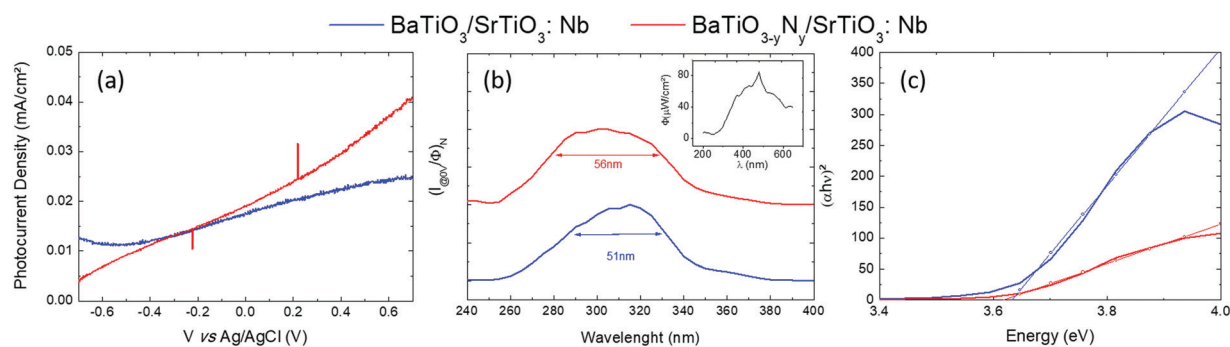 BaTiO₃/SrTiO₃: Nb
BaTiO₃₋yNy/SrTiO₃: Nb
(a)
Photocurrent Density (mA/cm²)
0.05
0.04
0.03
0.02
0.01
0.00
-0.6 -0.4 -0.2 0.0 0.2 0.4 0.6
V vs Ag/AgCl (V)
(b)
(I@0V/Φ)N
56nm
51nm
240 260 280 300 320 340 360 380 400
Wavelenght (nm)
Φ(µW/cm²)
80
40
0
200 400 600
λ (nm)
(c)
(αhν)²
400
350
300
250
200
150
100
50
0
3.4 3.6 3.8 4.0
Energy (eV)